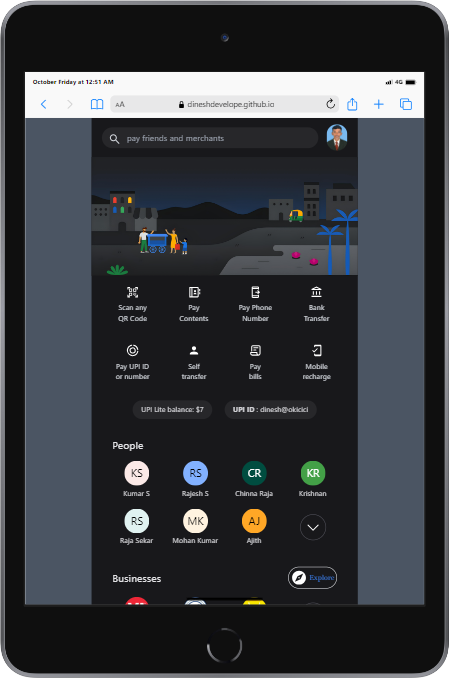 October Friday at 12:51 AM
4G
AA
dineshdevelope.github.io
pay friends and merchants
Scan any
QR Code
Pay
Contents
Pay Phone
Number
Bank
Transfer
Pay UPI ID
or number
Self
transfer
Pay
bills
Mobile
recharge
UPI Lite balance: $7
UPI ID : dinesh@okicici
People
KS
RS
CR
KR
Kumar S
Rajesh S
Chinna Raja
Krishnan
RS
MK
AJ
Raja Sekar
Mohan Kumar
Ajith
Businesses
Explore